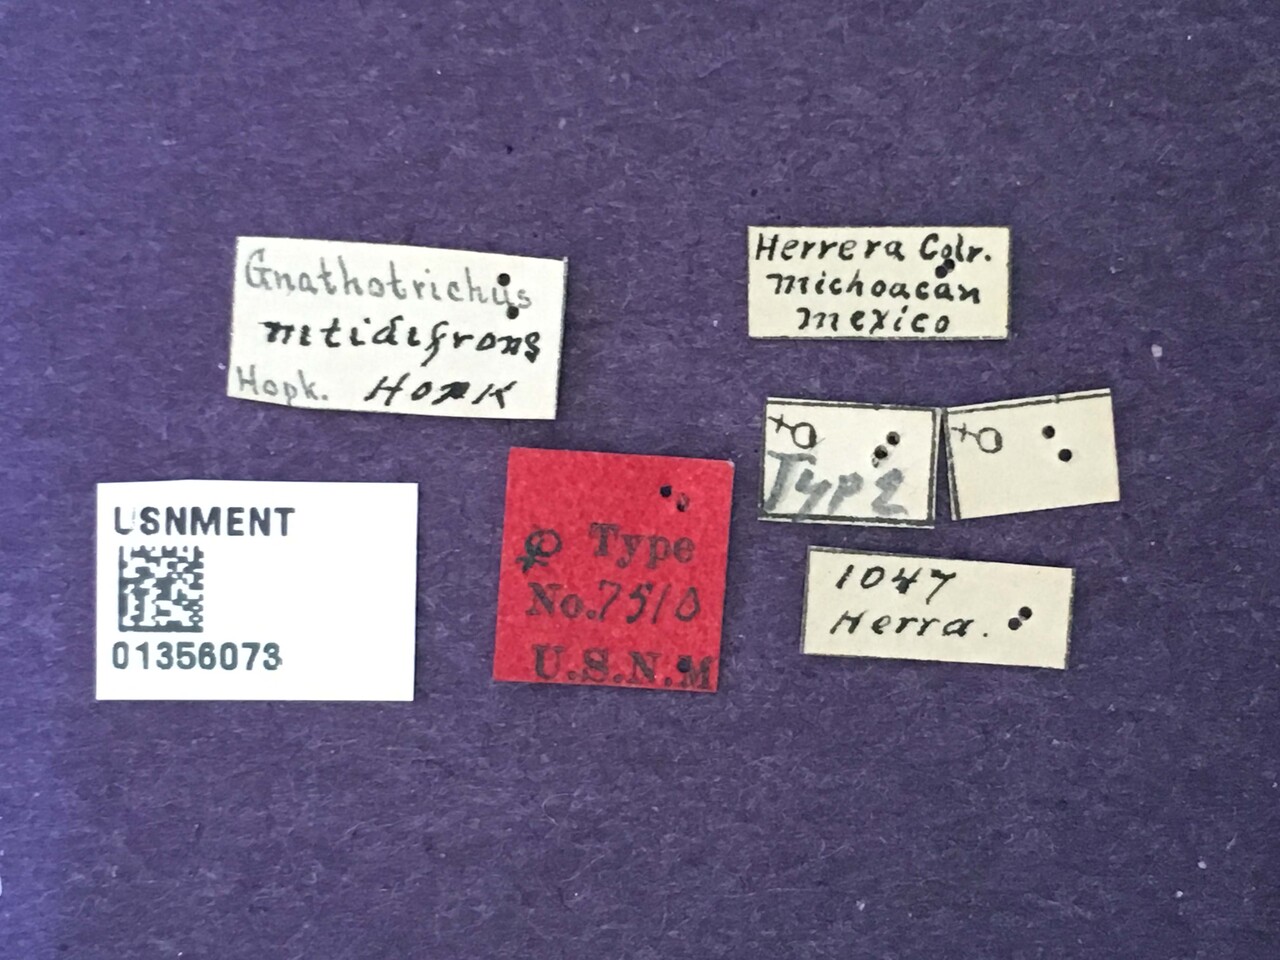 Gnathotrichus
nitidifrons
Hopk. HOPK
Herrera Colr.
Michoacan
Mexico
♀
Type
♀
1047
Herra.
♀ Type
No. 7510
U.S.N.M
USNMENT
01356073